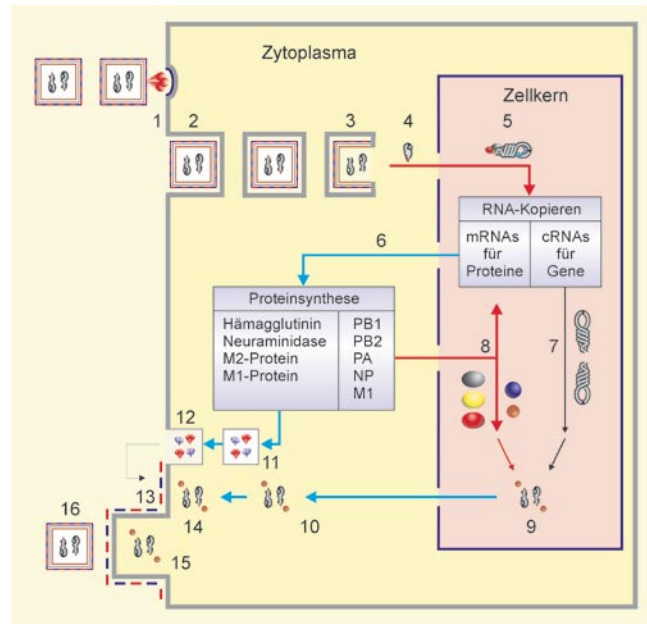 Zytoplasma
Zellkern
1
2
3
4
5
RNA-Kopieren
mRNAs
für
Proteine
cRNAs
für
Gene
6
Proteinsynthese
Hämagglutinin
Neuraminidase
M2-Protein
M1-Protein
PB1
PB2
PA
NP
M1
8
7
12
11
13
16
14
10
9
15